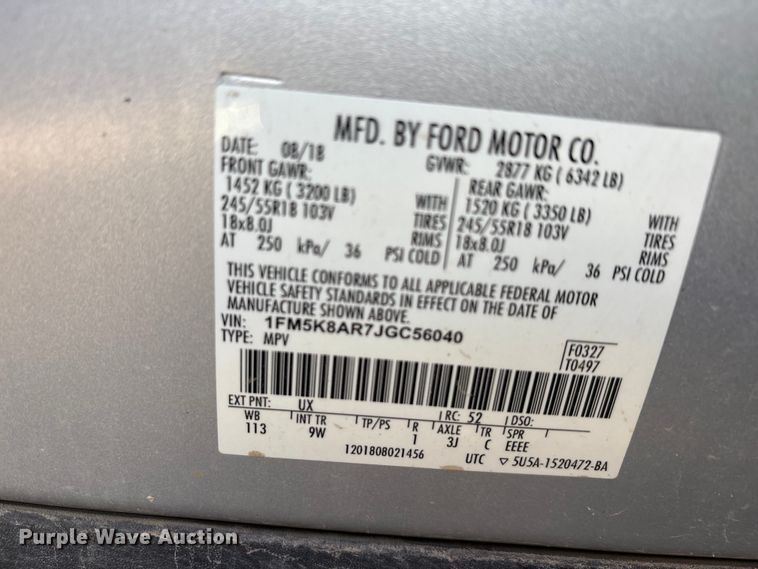 MFD. BY FORD MOTOR CO.
DATE: 08/18 GVWR: 2877 KG ( 6342 LB)
FRONT GAWR: REAR GAWR:
1452 KG ( 3200 LB) WITH 1520 KG ( 3350 LB) WITH
245/55R18 103V TIRES 245/55R18 103V TIRES
18x8.0J RIMS 18x8.0J RIMS
AT 250 kPa/ 36 PSI COLD AT 250 kPa/ 36 PSI COLD
THIS VEHICLE CONFORMS TO ALL APPLICABLE FEDERAL MOTOR
VEHICLE SAFETY STANDARDS IN EFFECT ON THE DATE OF
MANUFACTURE SHOWN ABOVE.
VIN: 1FM5K8AR7JGC56040
TYPE: MPV
F0327
T0497
EXT PNT: UX RC: 52 DSO:
WB INT TR TP/PS R AXLE TR SPR
113 9W 1 3J C EEEE
1201808021456 UTC ▽ 5U5A-1520472-BA
Purple Wave Auction